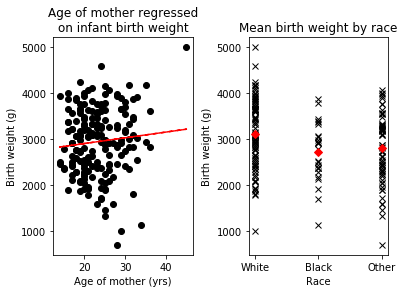 Age of mother regressed
on infant birth weight
5000
4000
3000
2000
1000
Birth weight (g)
20
30
40
Age of mother (yrs)
Mean birth weight by race
5000
4000
3000
2000
1000
Birth weight (g)
White
Black
Other
Race